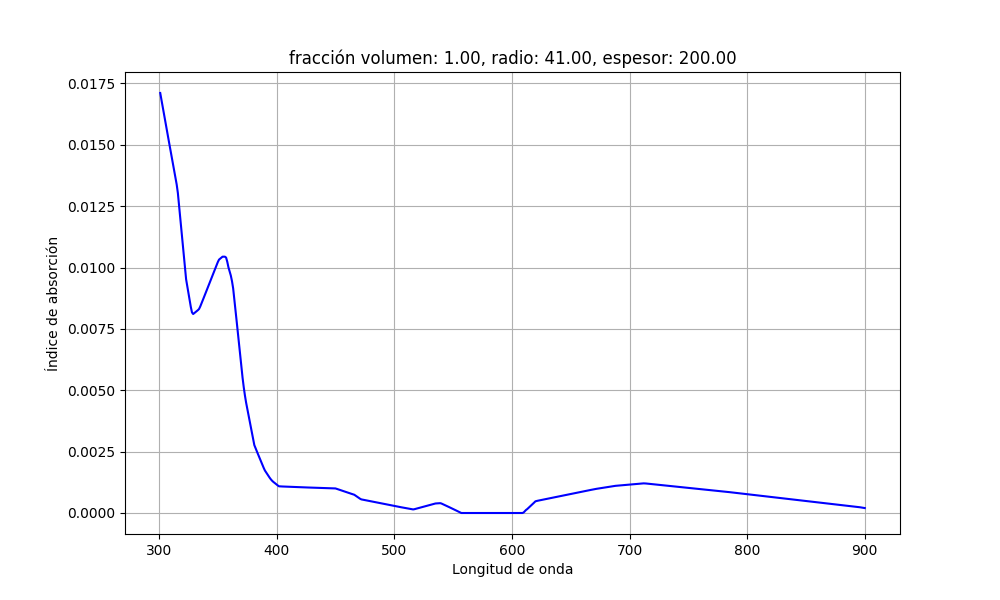 fracción volumen: 1.00, radio: 41.00, espesor: 200.00
0.0175
0.0150
0.0125
0.0100
0.0075
0.0050
0.0025
0.0000
Índice de absorción
300 400 500 600 700 800 900
Longitud de onda